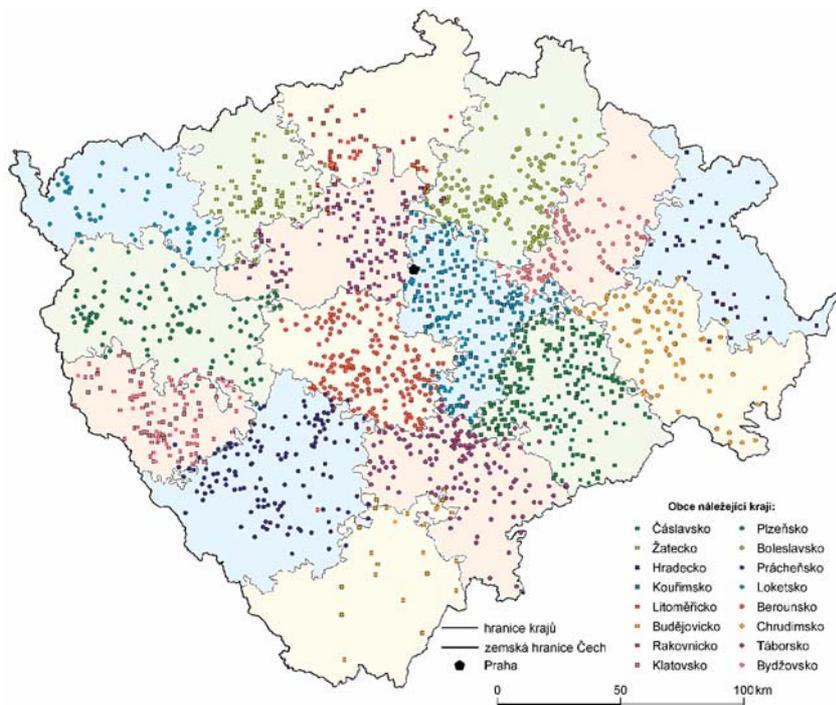 Obce náležející kraji:
Čáslavsko
Žatecko
Hradecko
Kouřimsko
Litoměřicko
Budějovicko
Rakovnicko
Klatovsko
Plzeňsko
Boleslavsko
Prácheňsko
Loketsko
Berounsko
Chrudimsko
Táborsko
Bydžovsko
hranice krajů
zemská hranice Čech
Praha
0 50 100 km